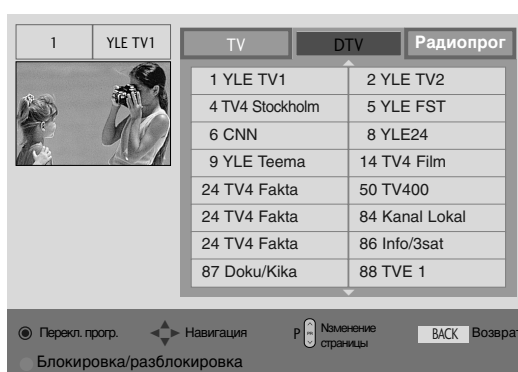 1 YLE TV1 TV DTV Радиопрог
1 YLE TV1 2 YLE TV2
4 TV4 Stockholm 5 YLE FST
6 CNN 8 YLE24
9 YLE Teema 14 TV4 Film
24 TV4 Fakta 50 TV400
24 TV4 Fakta 84 Kanal Lokal
24 TV4 Fakta 86 Info/3sat
87 Doku/Kika 88 TVE 1
Перекл. прогр. Навигация P Nзменение BACK Возврат
страницы
Блокировка/разблокировка